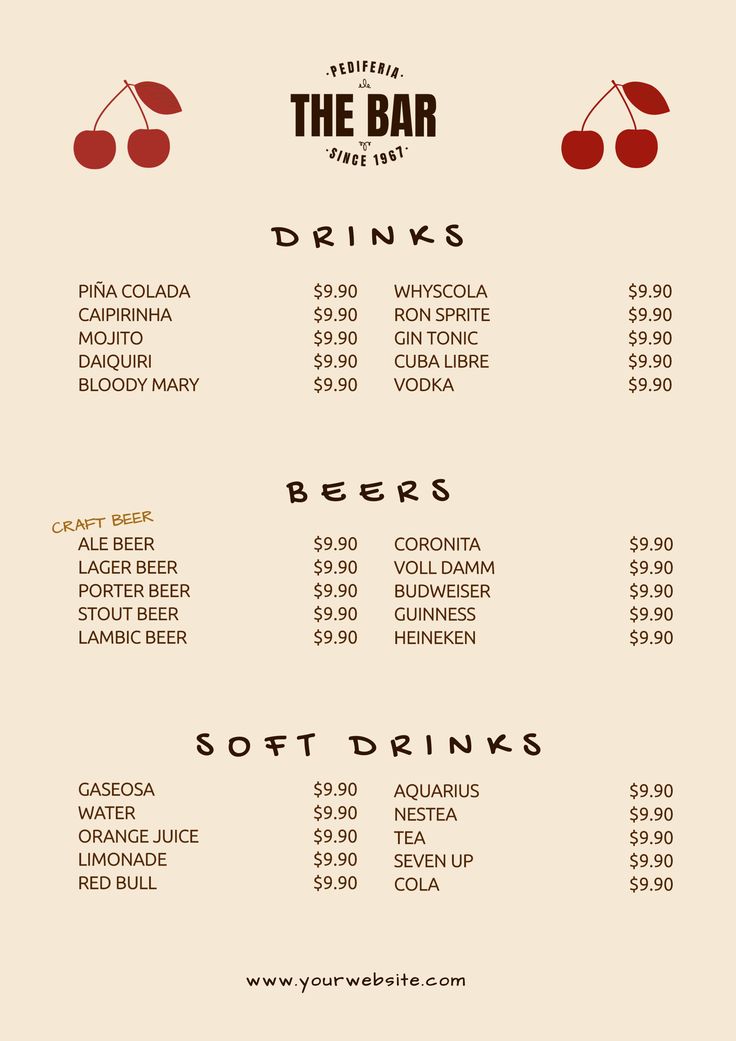 ·PEDIFERIA·
THE BAR
·SINCE 1967·
DRINKS
PIÑA COLADA $9.90 WHYSCOLA $9.90
CAIPIRINHA $9.90 RON SPRITE $9.90
MOJITO $9.90 GIN TONIC $9.90
DAIQUIRI $9.90 CUBA LIBRE $9.90
BLOODY MARY $9.90 VODKA $9.90
BEERS
CRAFT BEER
ALE BEER $9.90 CORONITA $9.90
LAGER BEER $9.90 VOLL DAMM $9.90
PORTER BEER $9.90 BUDWEISER $9.90
STOUT BEER $9.90 GUINNESS $9.90
LAMBIC BEER $9.90 HEINEKEN $9.90
SOFT DRINKS
GASEOSA $9.90 AQUARIUS $9.90
WATER $9.90 NESTEA $9.90
ORANGE JUICE $9.90 TEA $9.90
LIMONADE $9.90 SEVEN UP $9.90
RED BULL $9.90 COLA $9.90
www.yourwebsite.com